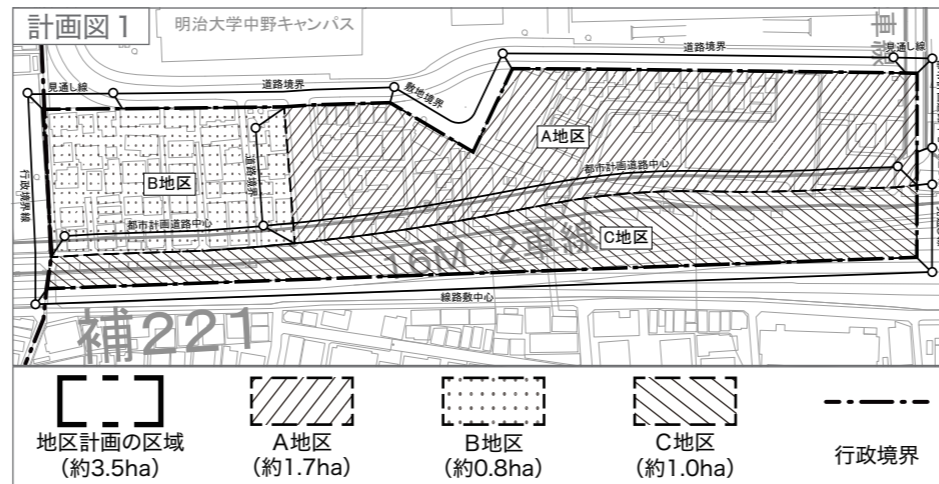 計画図1
明治大学中野キャンパス
車線
見通し線
道路境界
敷地境界
道路境界
見通し線
A地区
B地区
道路境界
行政境界線
都市計画道路中心
都市計画道路中心
16M 2車線
C地区
線路敷中心
補221
地区計画の区域
(約3.5ha)
A地区
(約1.7ha)
B地区
(約0.8ha)
C地区
(約1.0ha)
行政境界